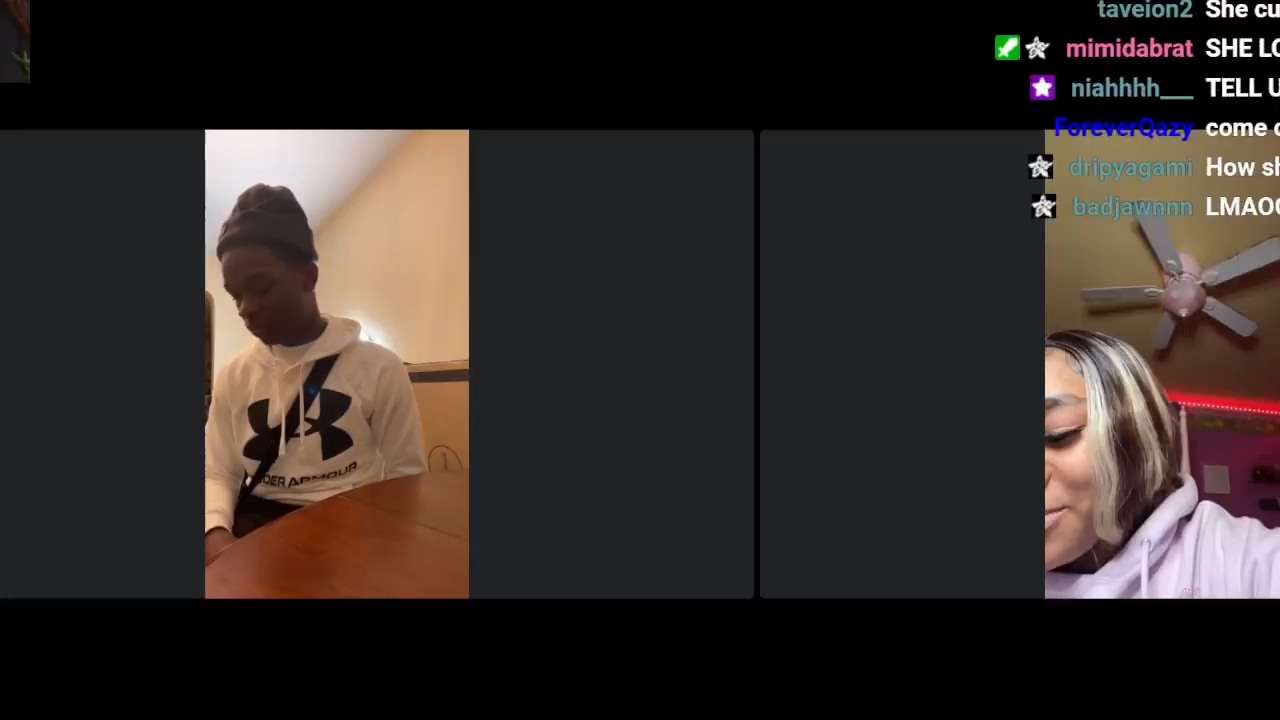 taveion2 She cu
mimidabrat SHE LO
niahhhh___ TELL U
ForeverQazy come
dripyagami How sh
badjawnnn LMAO
UNDER ARMOUR